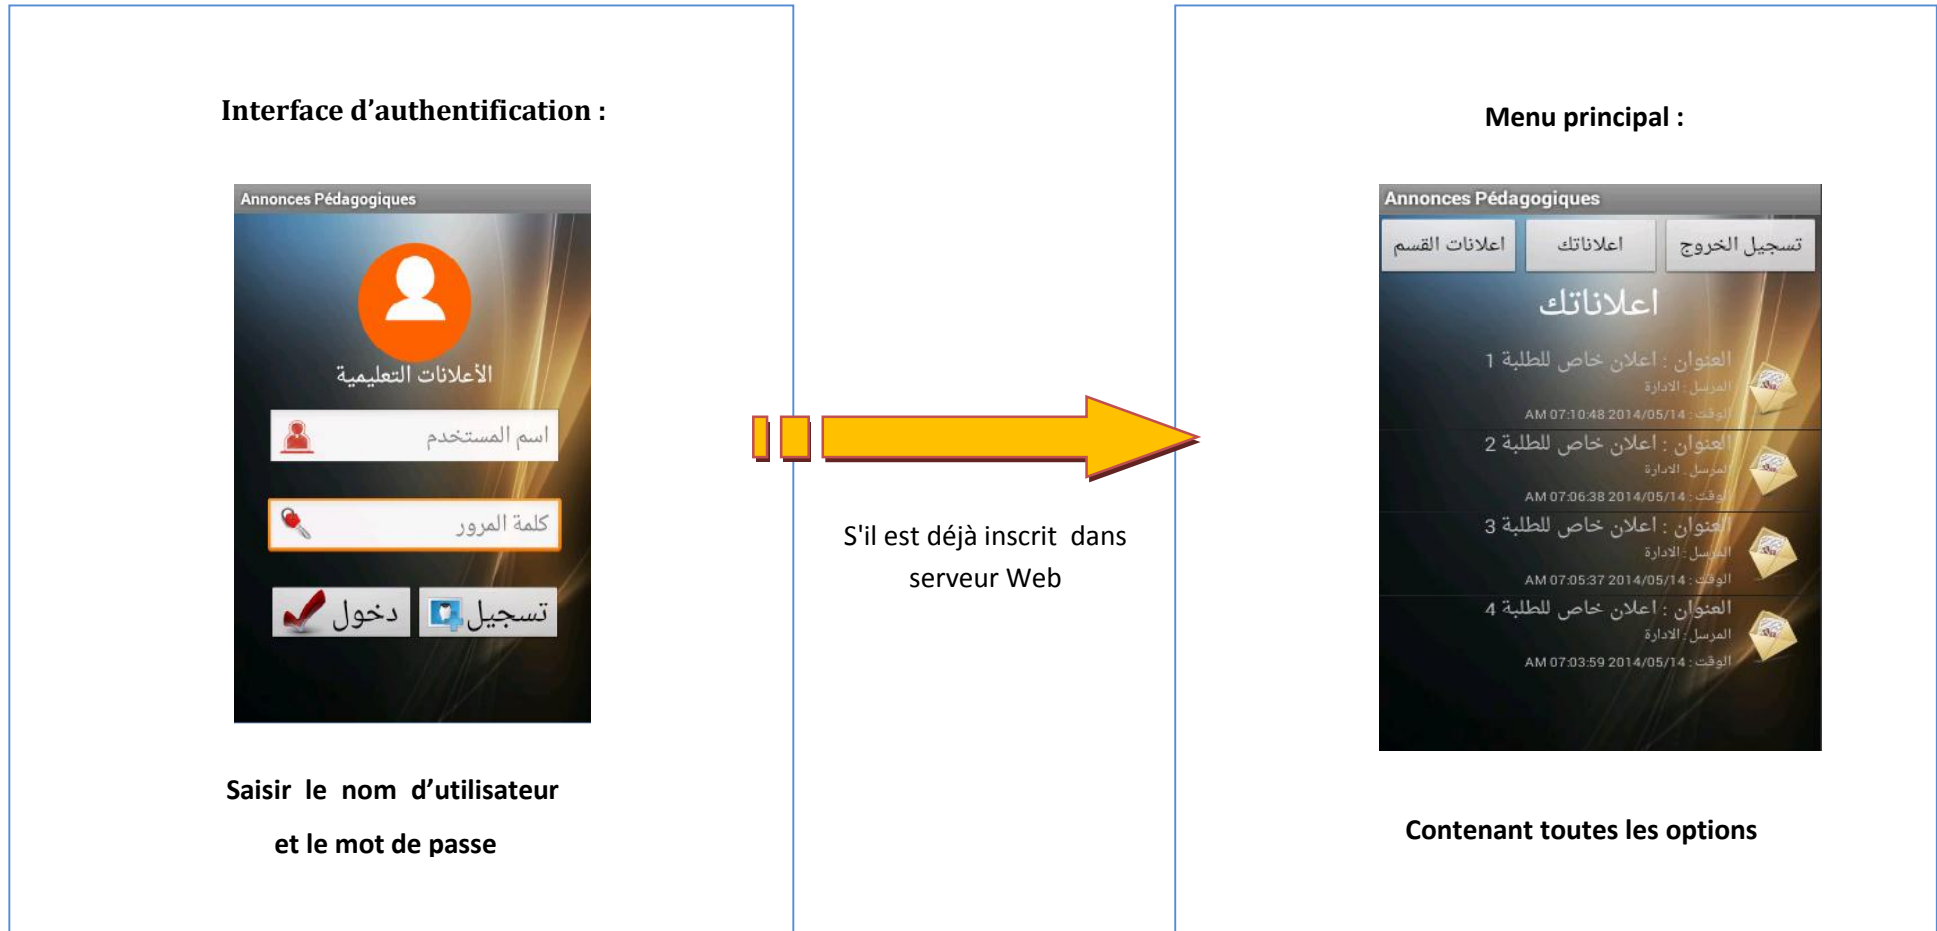 Interface d’authentification :
Annonces Pédagogiques
الأعلانات التعليمية
اسم المستخدم
كلمة المرور
تسجيل
دخول
Saisir le nom d’utilisateur
et le mot de passe
S'il est déjà inscrit dans
serveur Web
Menu principal :
Annonces Pédagogiques
تسجيل الخروج
اعلاناتك
اعلانات القسم
اعلاناتك
العنوان : اعلان خاص للطلبة 1
المرسل : الادارة
الوقت : 2014/05/14 07:10:48 AM
العنوان : اعلان خاص للطلبة 2
المرسل : الادارة
الوقت : 2014/05/14 07:06:38 AM
العنوان : اعلان خاص للطلبة 3
المرسل : الادارة
الوقت : 2014/05/14 07:05:37 AM
العنوان : اعلان خاص للطلبة 4
المرسل : الادارة
الوقت : 2014/05/14 07:03:59 AM
Contenant toutes les options